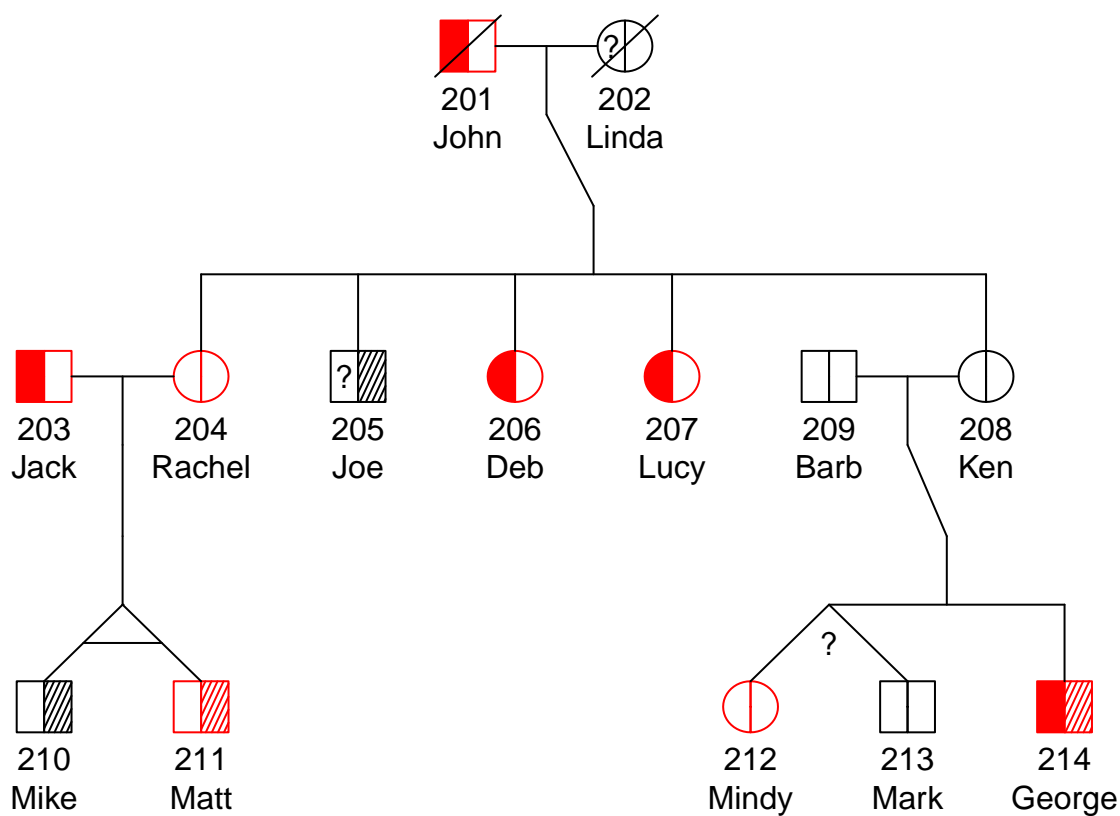 ?
201 202
John Linda
?
203 204 205 206 207 209 208
Jack Rachel Joe Deb Lucy Barb Ken
?
210 211 212 213 214
Mike Matt Mindy Mark George